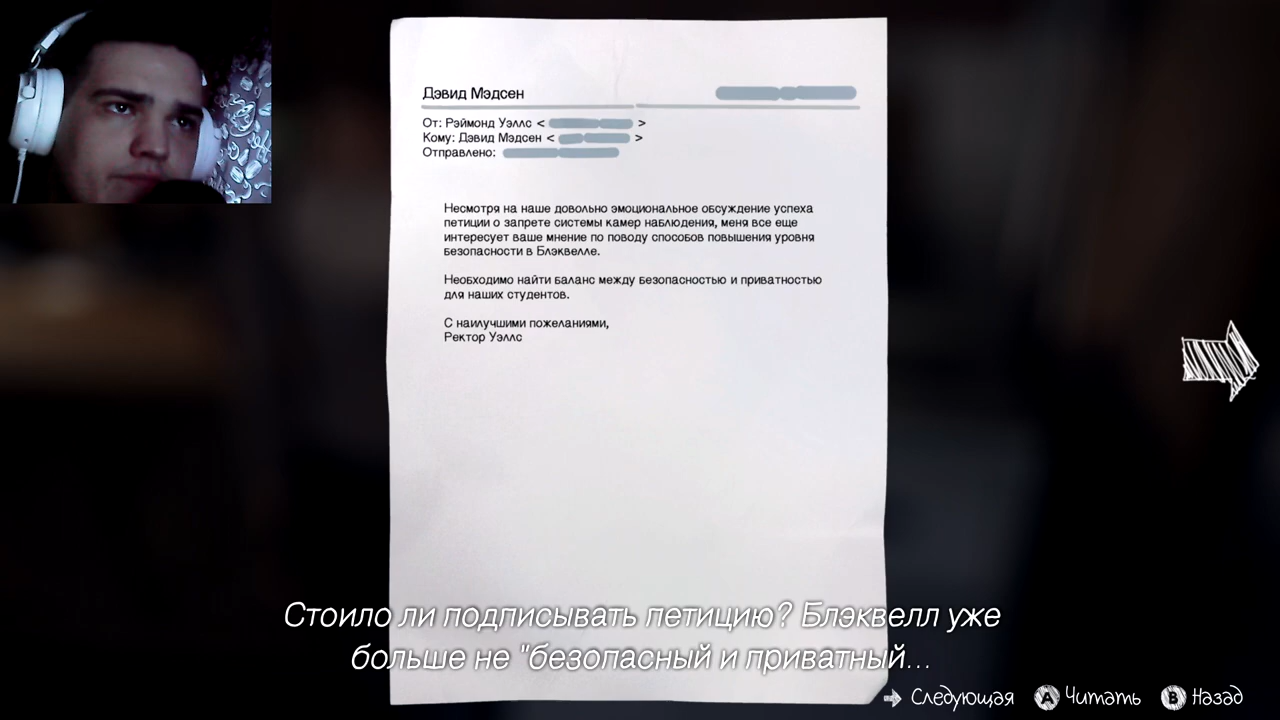 Дэвид Мэдсен
От: Рэймонд Уэллс < >
Кому: Дэвид Мэдсен < >
Отправлено:
Несмотря на наше довольно эмоциональное обсуждение успеха
петиции о запрете системы камер наблюдения, меня все еще
интересует ваше мнение по поводу способов повышения уровня
безопасности в Блэквелле.
Необходимо найти баланс между безопасностью и приватностью
для наших студентов.
С наилучшими пожеланиями,
Ректор Уэллс
Стоило ли подписывать петицию? Блэквелл уже
больше не "безопасный и приватный...
Следующая A Читать B Назад